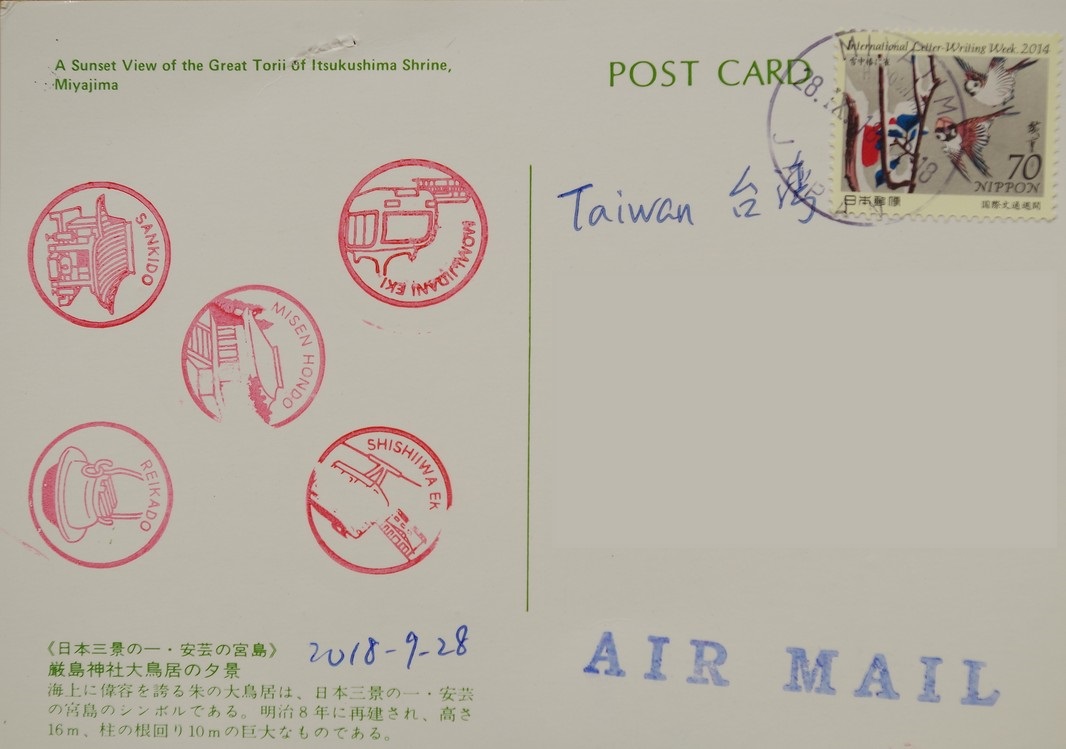 A Sunset View of the Great Torii of Itsukushima Shrine,
Miyajima
SANKIDO
MOMIJIDANI EKI
MISEN HONDO
REIKADO
SHISHIIWA EK
《日本三景の一・安芸の宮島》
厳島神社大鳥居の夕景
2018-9-28
海上に偉容を誇る朱の大鳥居は、日本三景の一・安芸
の宮島のシンボルである。明治8年に再建され、高さ
16m、柱の根回り10mの巨大なものである。
POST CARD
International Letter-Writing Week. 2014
70
NIPPON
日本郵便
国際文通週間
28.IX.
18
Taiwan 台湾
AIR MAIL